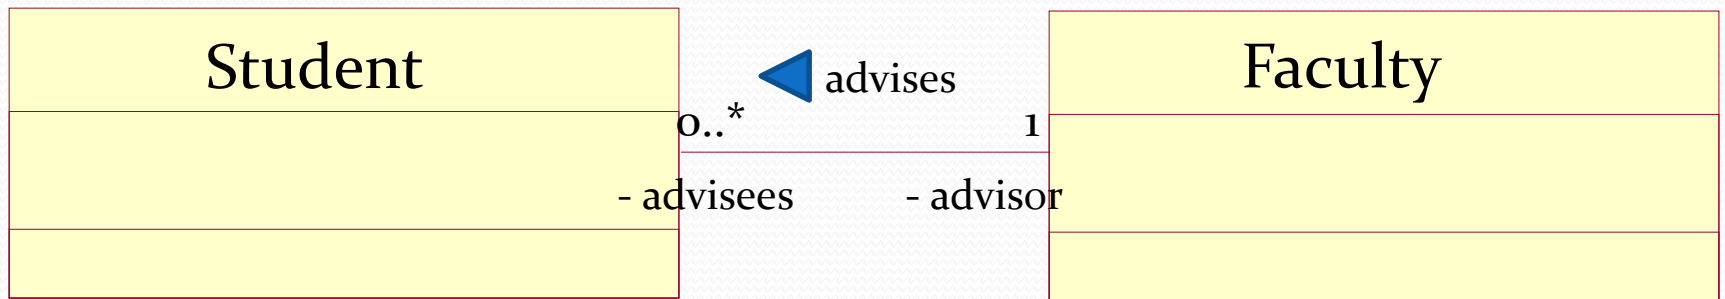 Student
advises
Faculty
0..*
1
- advisees
- advisor